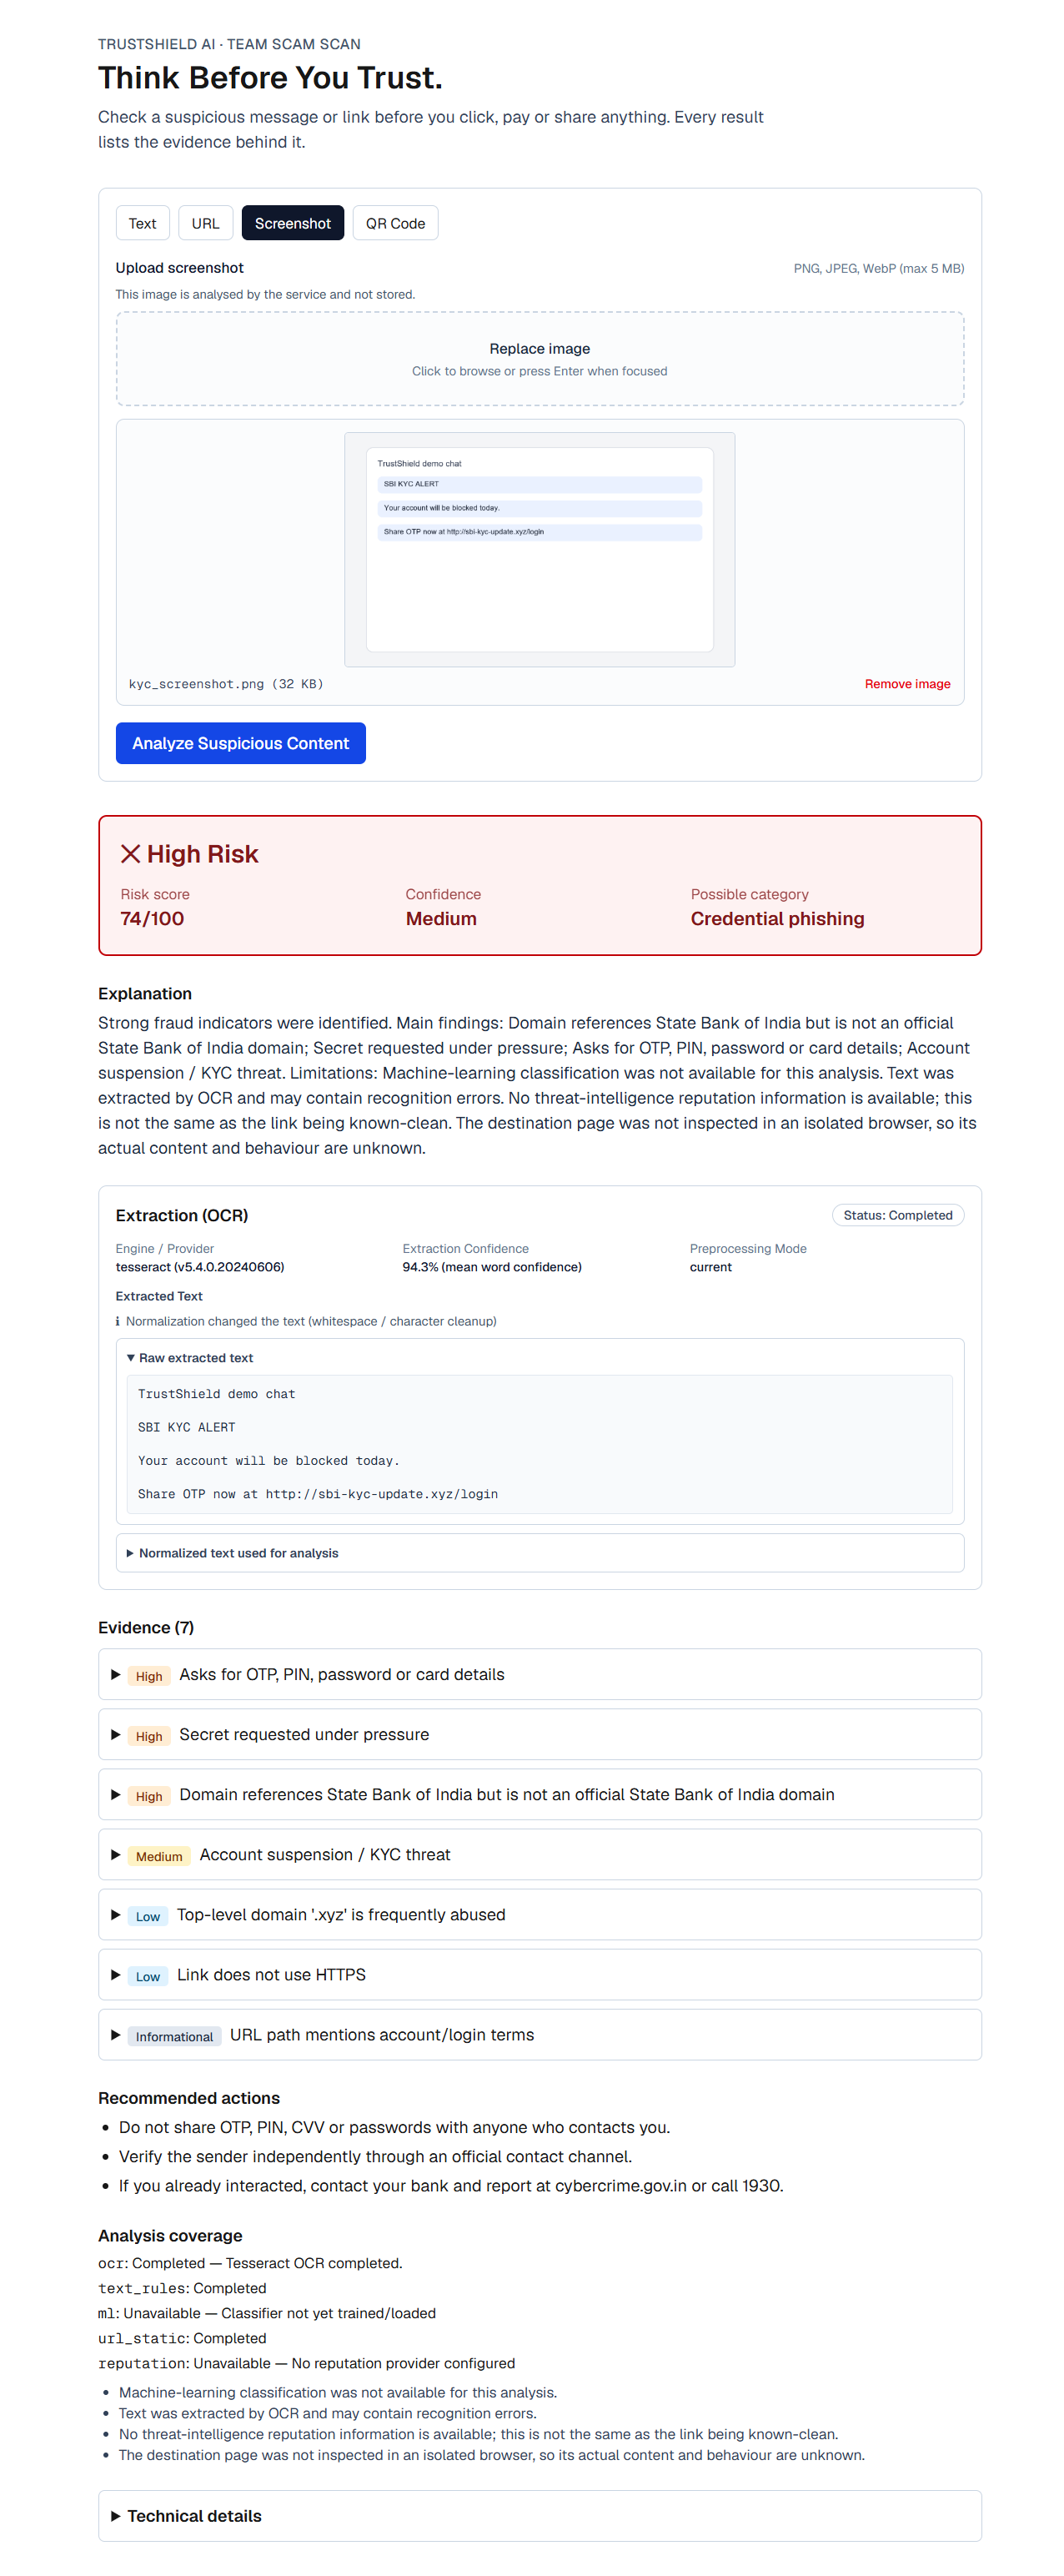 TRUSTSHIELD AI · TEAM SCAM SCAN
Think Before You Trust.
Check a suspicious message or link before you click, pay or share anything. Every result
lists the evidence behind it.
Text URL Screenshot QR Code
Upload screenshot PNG, JPEG, WebP (max 5 MB)
This image is analysed by the service and not stored.
Replace image
Click to browse or press Enter when focused
TrustShield demo chat
SBI KYC ALERT
Your account will be blocked today.
Share OTP now at http://sbi-kyc-update.xyz/login
kyc_screenshot.png (32 KB) Remove image
Analyze Suspicious Content
High Risk
Risk score Confidence Possible category
74/100 Medium Credential phishing
Explanation
Strong fraud indicators were identified. Main findings: Domain references State Bank of India but is not an official
State Bank of India domain; Secret requested under pressure; Asks for OTP, PIN, password or card details; Account
suspension / KYC threat. Limitations: Machine-learning classification was not available for this analysis. Text was
extracted by OCR and may contain recognition errors. No threat-intelligence reputation information is available; this
is not the same as the link being known-clean. The destination page was not inspected in an isolated browser, so its
actual content and behaviour are unknown.
Extraction (OCR) Status: Completed
Engine / Provider Extraction Confidence Preprocessing Mode
tesseract (v5.4.0.20240606) 94.3% (mean word confidence) current
Extracted Text
ℹ Normalization changed the text (whitespace / character cleanup)
▼ Raw extracted text
TrustShield demo chat
SBI KYC ALERT
Your account will be blocked today.
Share OTP now at http://sbi-kyc-update.xyz/login
▶ Normalized text used for analysis
Evidence (7)
▶ High Asks for OTP, PIN, password or card details
▶ High Secret requested under pressure
▶ High Domain references State Bank of India but is not an official State Bank of India domain
▶ Medium Account suspension / KYC threat
▶ Low Top-level domain '.xyz' is frequently abused
▶ Low Link does not use HTTPS
▶ Informational URL path mentions account/login terms
Recommended actions
• Do not share OTP, PIN, CVV or passwords with anyone who contacts you.
• Verify the sender independently through an official contact channel.
• If you already interacted, contact your bank and report at cybercrime.gov.in or call 1930.
Analysis coverage
ocr: Completed — Tesseract OCR completed.
text_rules: Completed
ml: Unavailable — Classifier not yet trained/loaded
url_static: Completed
reputation: Unavailable — No reputation provider configured
• Machine-learning classification was not available for this analysis.
• Text was extracted by OCR and may contain recognition errors.
• No threat-intelligence reputation information is available; this is not the same as the link being known-clean.
• The destination page was not inspected in an isolated browser, so its actual content and behaviour are unknown.
▶ Technical details